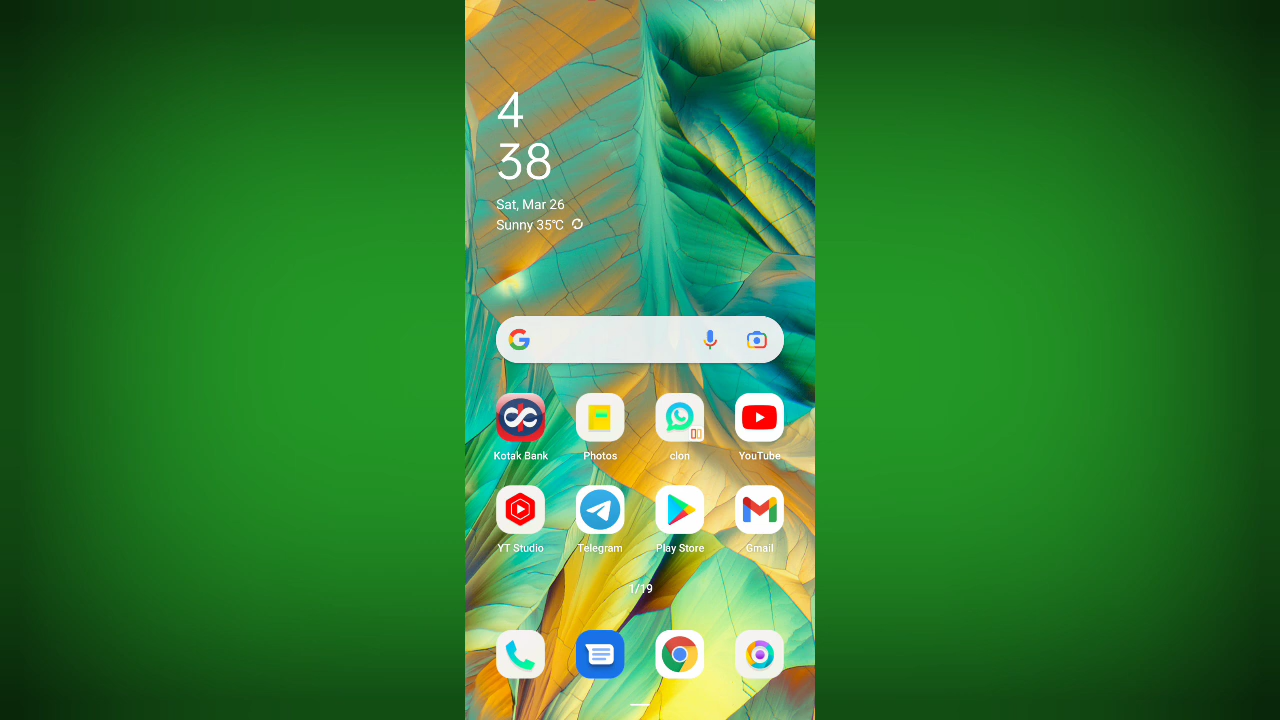 4
38
Sat, Mar 26
Sunny 35℃
Kotak Bank Photos clon YouTube
YT Studio Telegram Play Store Gmail
1/19